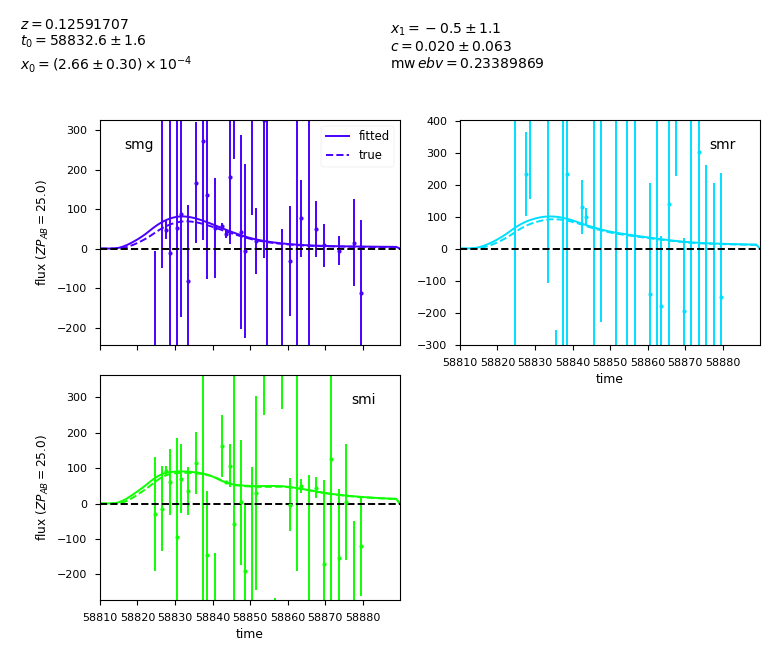 z = 0.12591707
t₀ = 58832.6 ± 1.6
x₀ = (2.66 ± 0.30) × 10⁻⁴
x₁ = −0.5 ± 1.1
c = 0.020 ± 0.063
mw ebv = 0.23389869
300
200
100
0
−100
−200
flux (ZP_AB = 25.0)
smg
fitted
true
400
300
200
100
0
−100
−200
−300
smr
58810 58820 58830 58840 58850 58860 58870 58880
time
300
200
100
0
−100
−200
flux (ZP_AB = 25.0)
smi
58810 58820 58830 58840 58850 58860 58870 58880
time